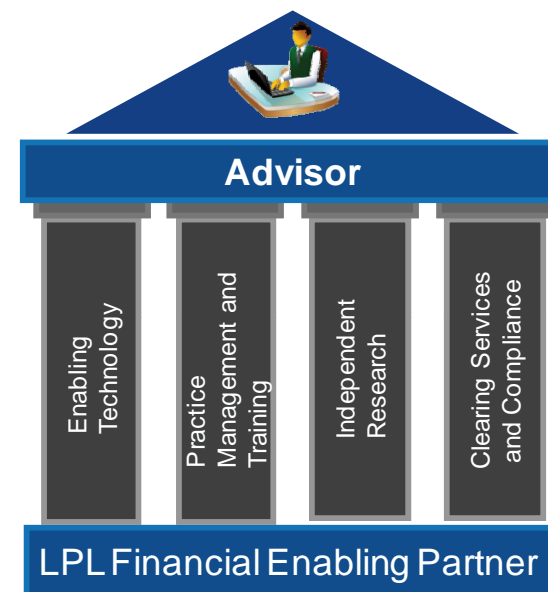 Advisor
Enabling
Technology
Practice
Management and
Training
Independent
Research
Clearing Services
and Compliance
LPL Financial Enabling Partner